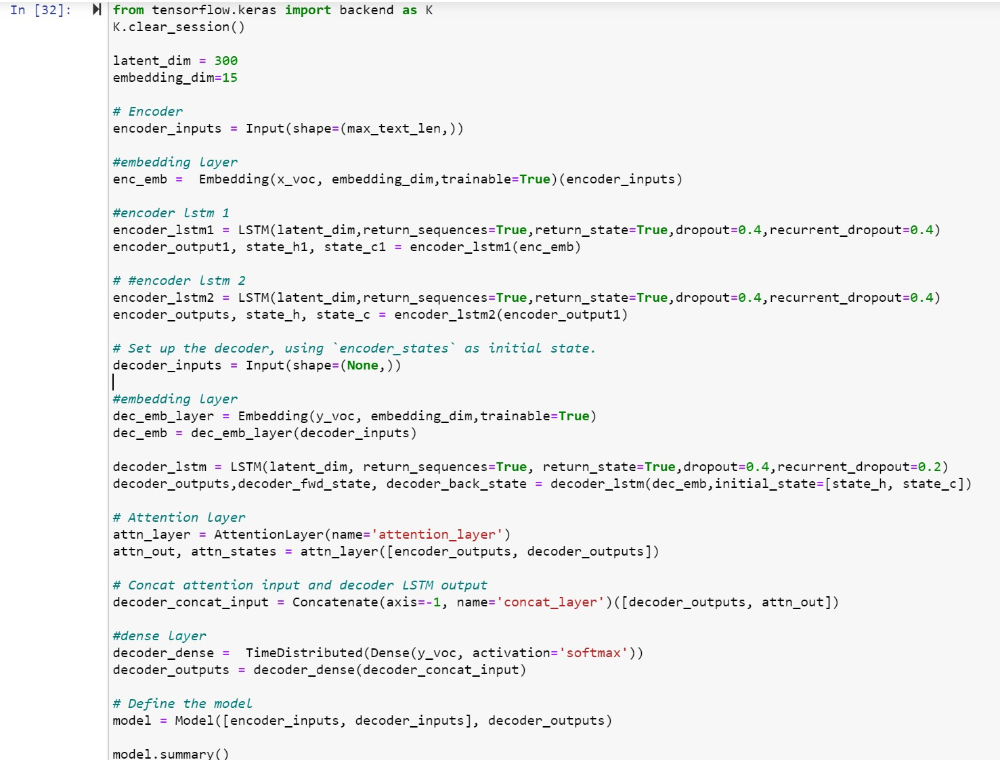 In [32]:
from tensorflow.keras import backend as K
K.clear_session()
latent_dim = 300
embedding_dim=15
# Encoder
encoder_inputs = Input(shape=(max_text_len,))
#embedding layer
enc_emb =  Embedding(x_voc, embedding_dim,trainable=True)(encoder_inputs)
#encoder lstm 1
encoder_lstm1 = LSTM(latent_dim,return_sequences=True,return_state=True,dropout=0.4,recurrent_dropout=0.4)
encoder_output1, state_h1, state_c1 = encoder_lstm1(enc_emb)
# #encoder lstm 2
encoder_lstm2 = LSTM(latent_dim,return_sequences=True,return_state=True,dropout=0.4,recurrent_dropout=0.4)
encoder_outputs, state_h, state_c = encoder_lstm2(encoder_output1)
# Set up the decoder, using `encoder_states` as initial state.
decoder_inputs = Input(shape=(None,))
#embedding layer
dec_emb_layer = Embedding(y_voc, embedding_dim,trainable=True)
dec_emb = dec_emb_layer(decoder_inputs)
decoder_lstm = LSTM(latent_dim, return_sequences=True, return_state=True,dropout=0.4,recurrent_dropout=0.2)
decoder_outputs,decoder_fwd_state, decoder_back_state = decoder_lstm(dec_emb,initial_state=[state_h, state_c])
# Attention layer
attn_layer = AttentionLayer(name='attention_layer')
attn_out, attn_states = attn_layer([encoder_outputs, decoder_outputs])
# Concat attention input and decoder LSTM output
decoder_concat_input = Concatenate(axis=-1, name='concat_layer')([decoder_outputs, attn_out])
#dense layer
decoder_dense =  TimeDistributed(Dense(y_voc, activation='softmax'))
decoder_outputs = decoder_dense(decoder_concat_input)
# Define the model
model = Model([encoder_inputs, decoder_inputs], decoder_outputs)
model.summary()